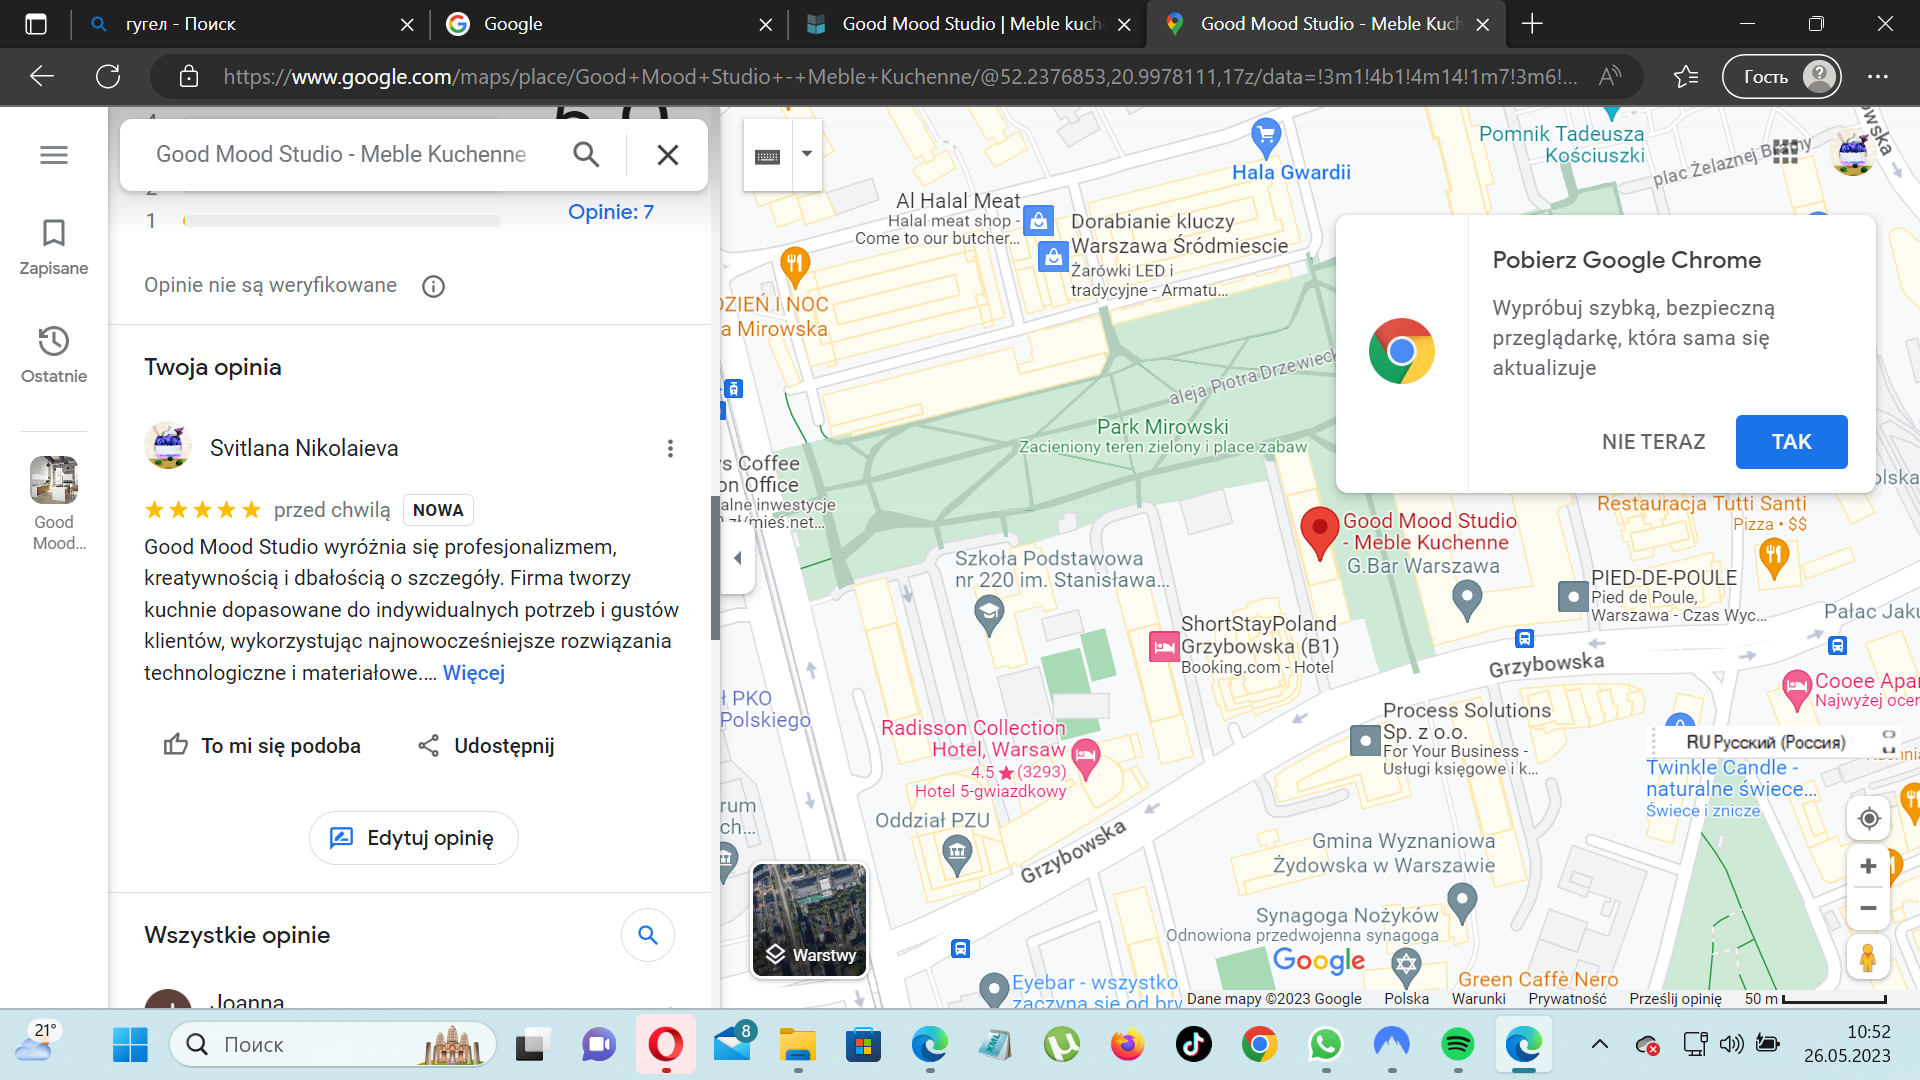 гугел - Поиск
Google
Good Mood Studio | Meble kuch
Good Mood Studio - Meble Kuch
https://www.google.com/maps/place/Good+Mood+Studio+-+Meble+Kuchenne/@52.2376853,20.9978111,17z/data=!3m1!4b1!4m14!1m7!3m6!...
Гость
Good Mood Studio - Meble Kuchenne
Zapisane
Ostatnie
Good
Mood...
1
Opinie: 7
Opinie nie są weryfikowane
Twoja opinia
Svitlana Nikolaieva
przed chwilą
NOWA
Good Mood Studio wyróżnia się profesjonalizmem,
kreatywnością i dbałością o szczegóły. Firma tworzy
kuchnie dopasowane do indywidualnych potrzeb i gustów
klientów, wykorzystując najnowocześniejsze rozwiązania
technologiczne i materiałowe.... Więcej
To mi się podoba
Udostępnij
Edytuj opinię
Wszystkie opinie
Joanna
Hala Gwardii
Pomnik Tadeusza
Kościuszki
plac Żelaznej Bramy
Al Halal Meat
Halal meat shop -
Come to our butcher...
Dorabianie kluczy
Warszawa Śródmiescie
Żarówki LED i
tradycyjne - Armatu...
DZIEŃ I NOC
a Mirowska
aleja Piotra Drzewieck
Park Mirowski
Zacieniony teren zielony i place zabaw
Pobierz Google Chrome
Wypróbuj szybką, bezpieczną
przeglądarkę, która sama się
aktualizuje
NIE TERAZ
TAK
s Coffee
on Office
alne inwestycje
zł/mieś.net...
Restauracja Tutti Santi
Pizza • $$
Good Mood Studio
- Meble Kuchenne
G.Bar Warszawa
Szkoła Podstawowa
nr 220 im. Stanisława...
PIED-DE-POULE
Pied de Poule,
Warszawa - Czas Wyc...
Pałac Jaku
ShortStayPoland
Grzybowska (B1)
Booking.com - Hotel
Grzybowska
ł PKO
Polskiego
Cooee Apar
Najwyżej ocen
Process Solutions
Sp. z o.o.
For Your Business -
Usługi księgowe i k...
Radisson Collection
Hotel, Warsaw
4.5 ★ (3293)
Hotel 5-gwiazdkowy
RU Русский (Россия)
Twinkle Candle -
naturalne świece...
Świece i znicze
rum
ch...
Oddział PZU
Grzybowska
Gmina Wyznaniowa
Żydowska w Warszawie
Synagoga Nożyków
Odnowiona przedwojenna synagoga
Warstwy
Google
Green Caffè Nero
Eyebar - wszystko
zaczyna się od brw
Dane mapy ©2023 Google
Polska
Warunki
Prywatność
Prześlij opinię
50 m
21°
Поиск
8
10:52
26.05.2023